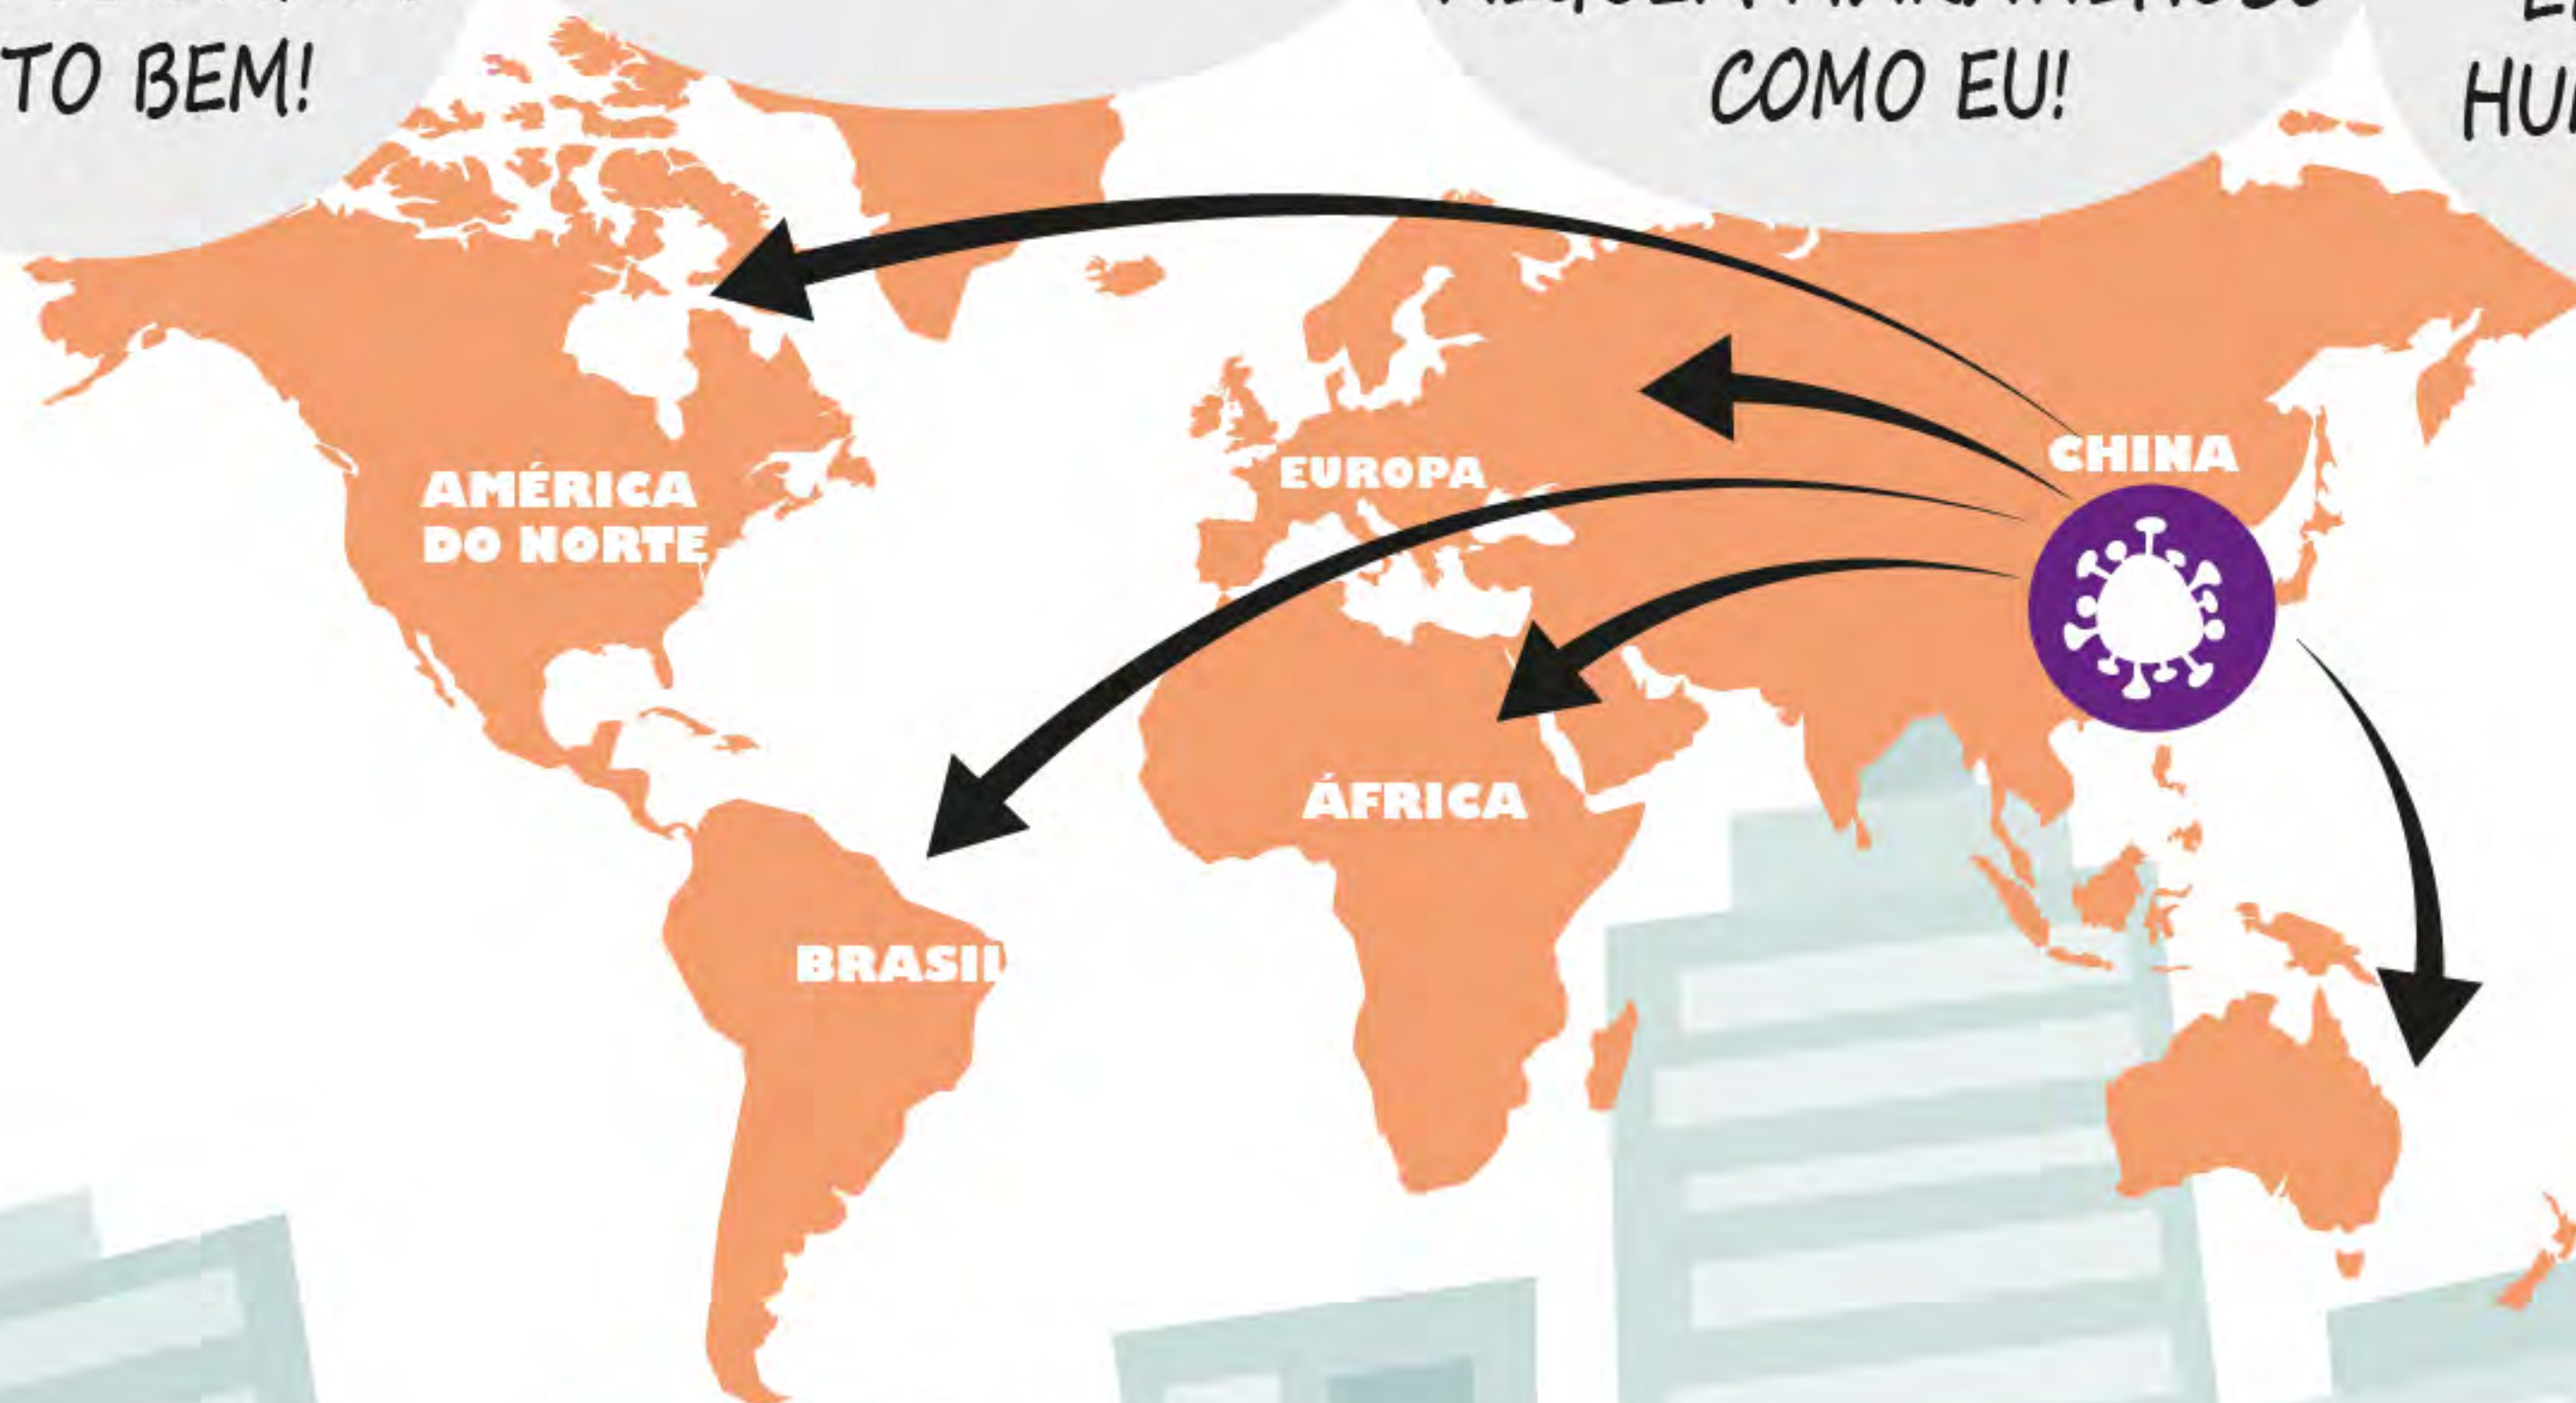 TO BEM!
COMO EU!
CHINA
EUROPA
AMÉRICA
DO NORTE
ÁFRICA
BRASIL